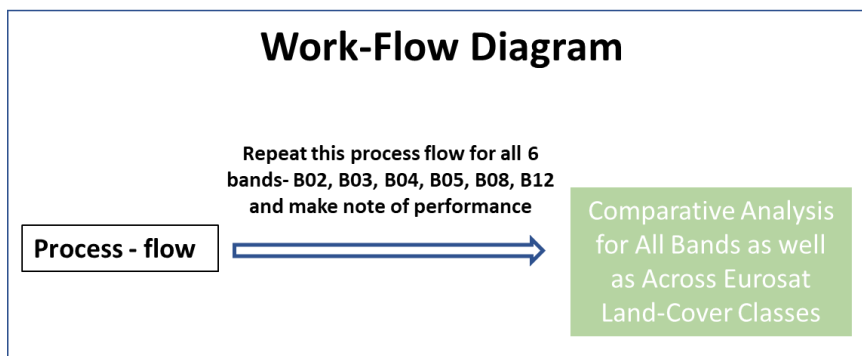 Work-Flow Diagram
Repeat this process flow for all 6
bands- B02, B03, B04, B05, B08, B12
and make note of performance
Process - flow
Comparative Analysis
for All Bands as well
as Across Eurosat
Land-Cover Classes